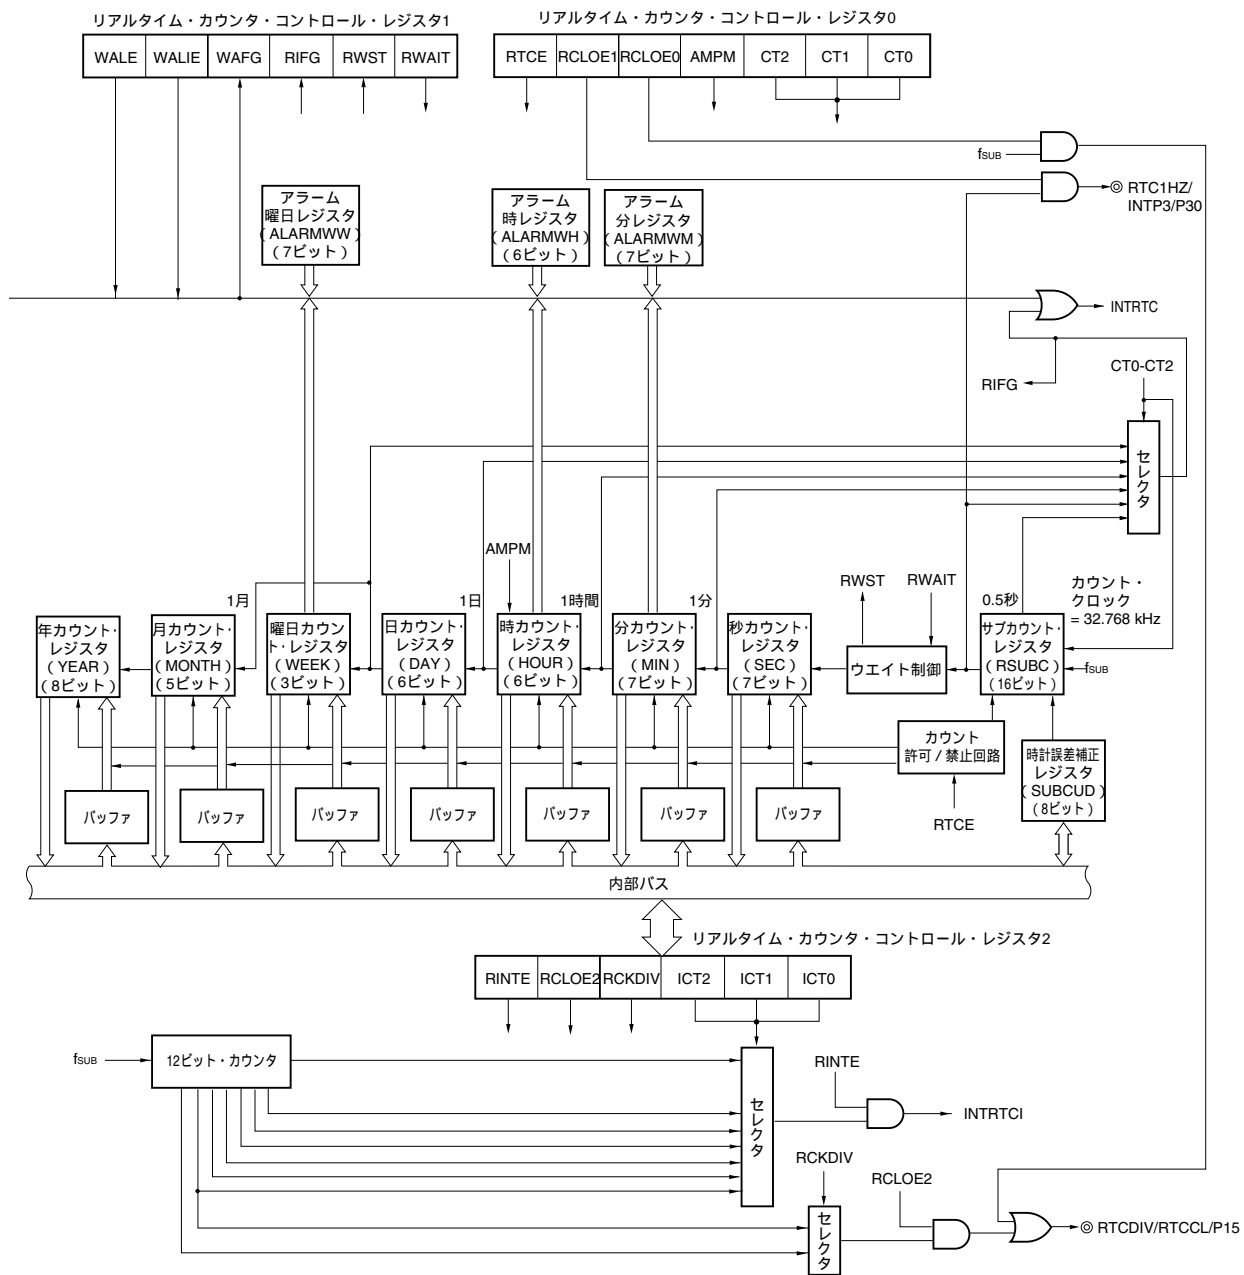 リアルタイム・カウンタ・コントロール・レジスタ1
WALE WALIE WAFG RIFG RWST RWAIT
リアルタイム・カウンタ・コントロール・レジスタ0
RTCE RCLOE1 RCLOE0 AMPM CT2 CT1 CT0
fSUB
RTC1HZ/
INTP3/P30
アラーム
曜日レジスタ
(ALARMWW)
(7ビット)
アラーム
時レジスタ
(ALARMWH)
(6ビット)
アラーム
分レジスタ
(ALARMWM)
(7ビット)
INTRTC
RIFG
CT0-CT2
セレクタ
AMPM
RWST
RWAIT
カウント・
クロック
= 32.768 kHz
1月
1日
1時間
1分
0.5秒
年カウント・
レジスタ
(YEAR)
(8ビット)
月カウント・
レジスタ
(MONTH)
(5ビット)
曜日カウン
ト・レジスタ
(WEEK)
(3ビット)
日カウント・
レジスタ
(DAY)
(6ビット)
時カウント・
レジスタ
(HOUR)
(6ビット)
分カウント・
レジスタ
(MIN)
(7ビット)
秒カウント・
レジスタ
(SEC)
(7ビット)
ウエイト制御
サブカウント・
レジスタ
(RSUBC)
(16ビット)
fSUB
カウント
許可/禁止回路
RTCE
時計誤差補正
レジスタ
(SUBCUD)
(8ビット)
バッファ
バッファ
バッファ
バッファ
バッファ
バッファ
バッファ
内部バス
リアルタイム・カウンタ・コントロール・レジスタ2
RINTE RCLOE2 RCKDIV ICT2 ICT1 ICT0
fSUB
12ビット・カウンタ
セレクタ
RINTE
INTRTCI
RCKDIV
セレクタ
RCLOE2
RTCDIV/RTCCL/P15